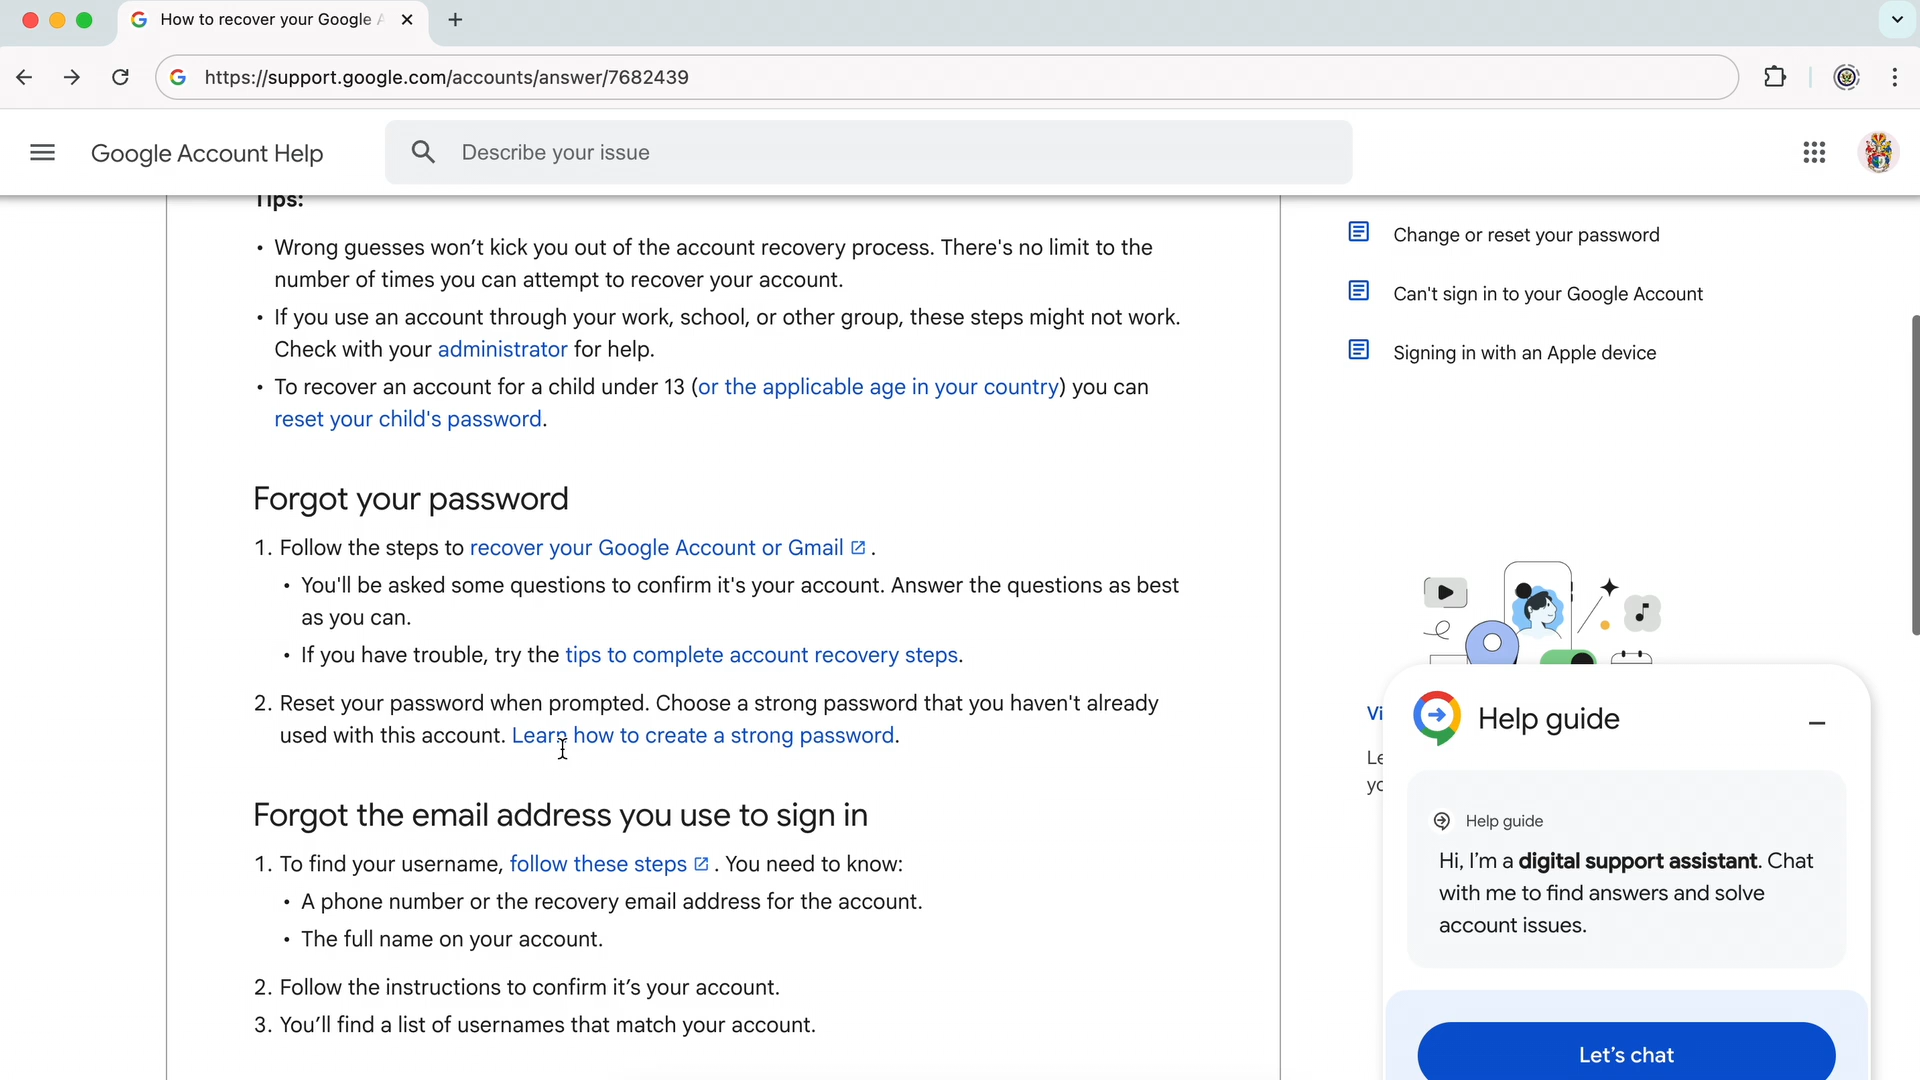 How to recover your Google A
https://support.google.com/accounts/answer/7682439
Google Account Help
Describe your issue
Tips:
• Wrong guesses won’t kick you out of the account recovery process. There's no limit to the
number of times you can attempt to recover your account.
• If you use an account through your work, school, or other group, these steps might not work.
Check with your administrator for help.
• To recover an account for a child under 13 (or the applicable age in your country) you can
reset your child's password.
Forgot your password
1. Follow the steps to recover your Google Account or Gmail .
• You'll be asked some questions to confirm it's your account. Answer the questions as best
as you can.
• If you have trouble, try the tips to complete account recovery steps.
2. Reset your password when prompted. Choose a strong password that you haven't already
used with this account. Learn how to create a strong password.
Forgot the email address you use to sign in
1. To find your username, follow these steps . You need to know:
• A phone number or the recovery email address for the account.
• The full name on your account.
2. Follow the instructions to confirm it’s your account.
3. You’ll find a list of usernames that match your account.
Change or reset your password
Can't sign in to your Google Account
Signing in with an Apple device
Vi
Le
yo
Help guide
Help guide
Hi, I’m a digital support assistant. Chat
with me to find answers and solve
account issues.
Let’s chat